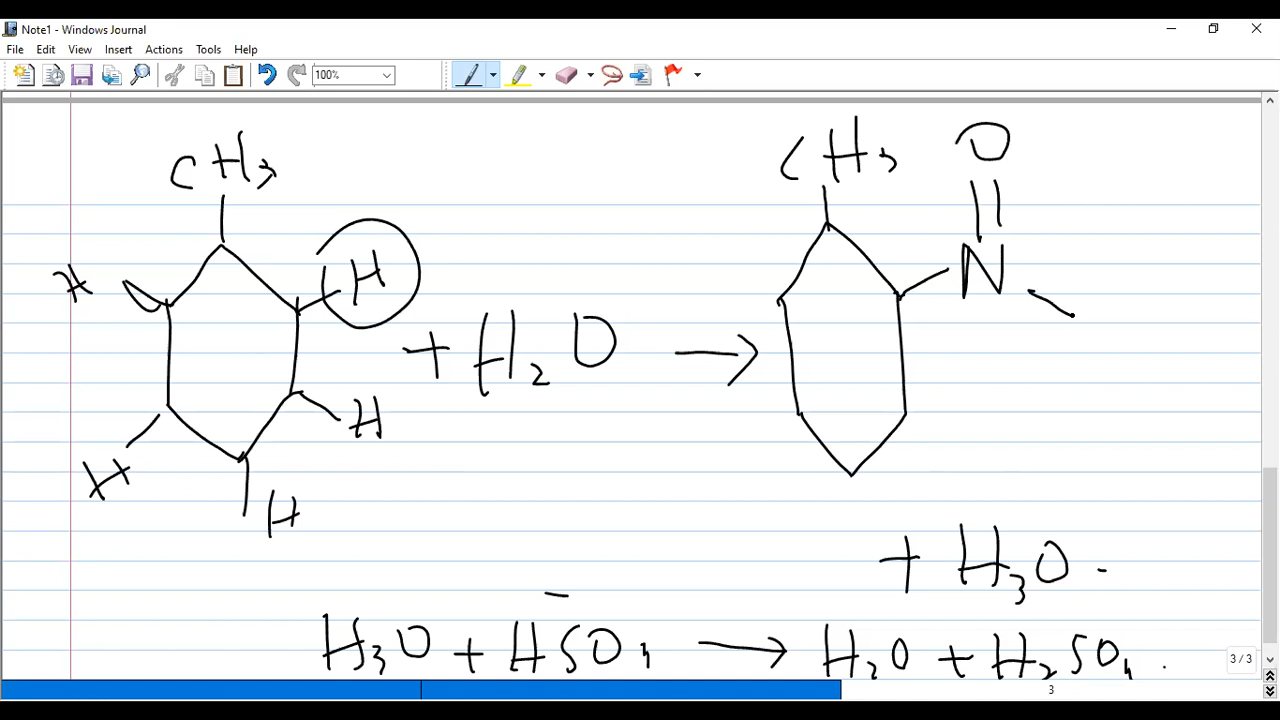 Note1 - Windows Journal
File Edit View Insert Actions Tools Help
100%
CH3
H H
+ H2O
H
H
H
CH3 O
N
+ H3O -
-
H3O + HSO4 H2O + H2SO4 .
3 / 3
3